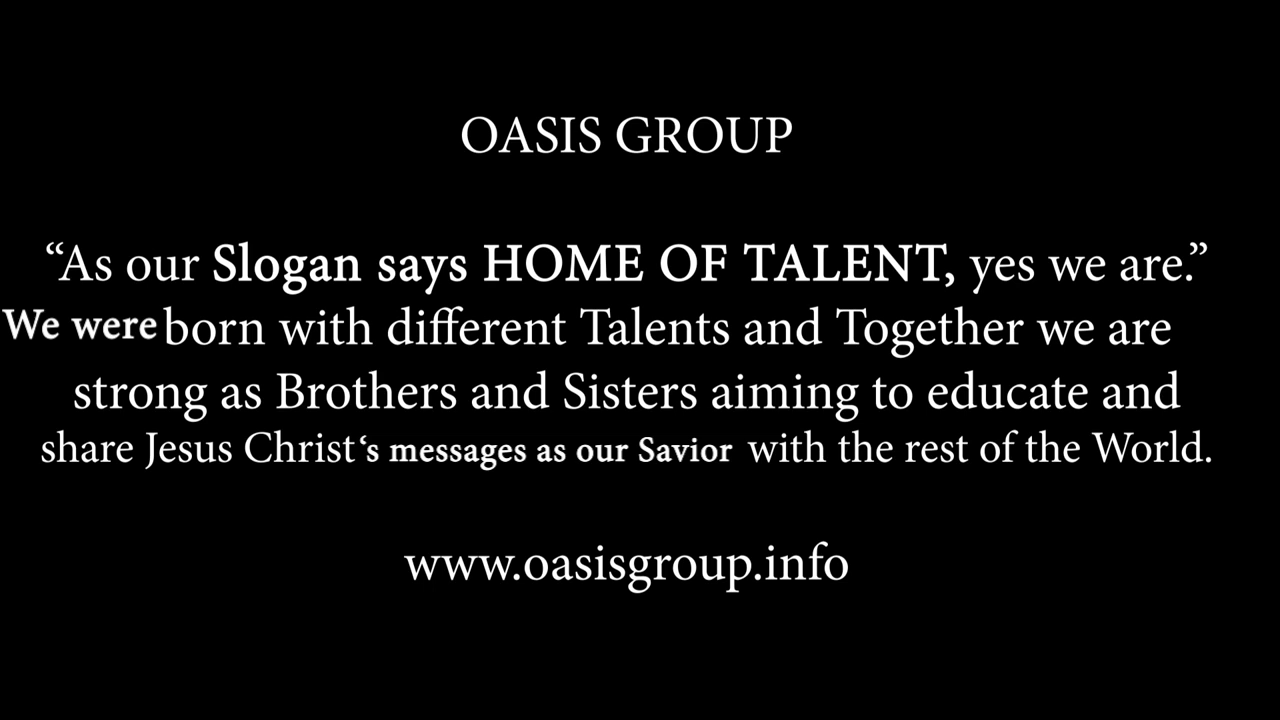 OASIS GROUP
“As our Slogan says HOME OF TALENT, yes we are.”
We were born with different Talents and Together we are
strong as Brothers and Sisters aiming to educate and
share Jesus Christ ‘s messages as our Savior with the rest of the World.
www.oasisgroup.info